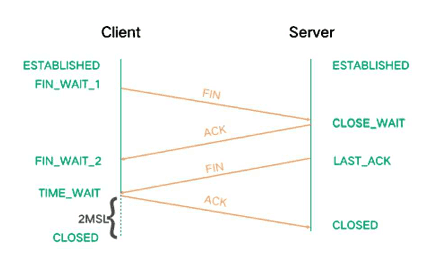 Client
Server
ESTABLISHED
ESTABLISHED
FIN_WAIT_1
FIN
CLOSE_WAIT
ACK
FIN_WAIT_2
LAST_ACK
FIN
TIME_WAIT
ACK
2MSL
CLOSED
CLOSED